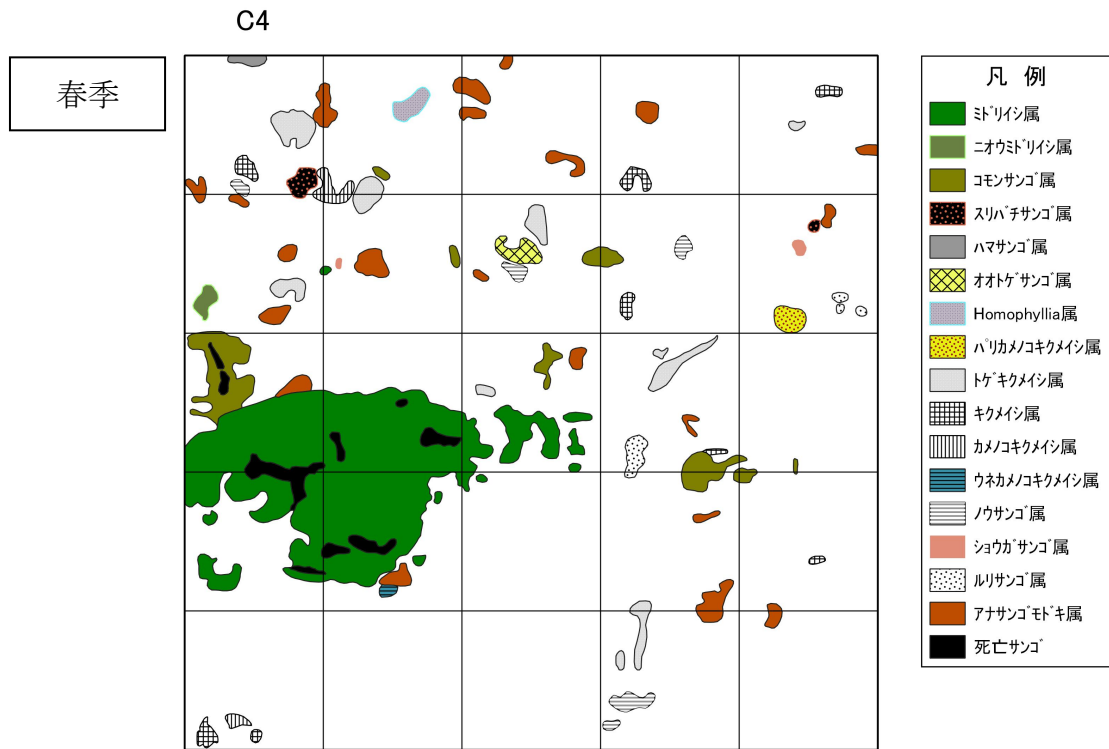 C4
春季
凡 例
ミドリイシ属
ニオウミドリイシ属
コモンサンゴ属
スリバチサンゴ属
ハマサンゴ属
オオトゲサンゴ属
Homophyllia属
パリカメノコキクメイシ属
トゲキクメイシ属
キクメイシ属
カメノコキクメイシ属
ウネカメノコキクメイシ属
ノウサンゴ属
ショウガサンゴ属
ルリサンゴ属
アナサンゴモドキ属
死亡サンゴ